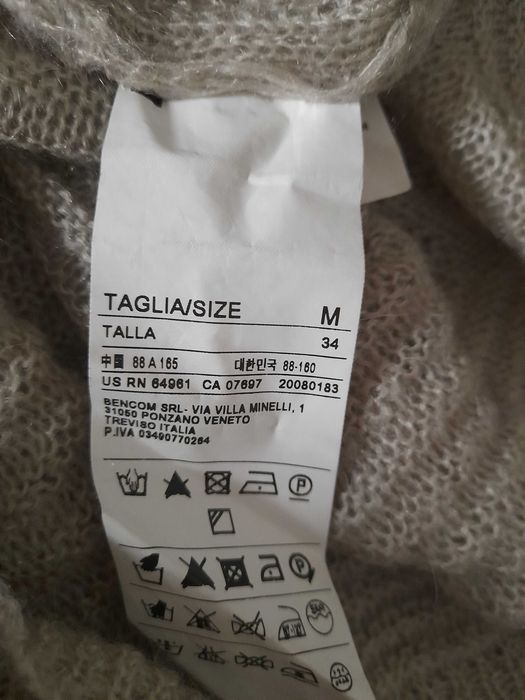 TAGLIA/SIZE M
TALLA 34
中国 88 A 165 대한민국 88-160
US RN 64961 CA 07697 20080183
BENCOM SRL- VIA VILLA MINELLI, 1
31050 PONZANO VENETO
TREVISO ITALIA
P.IVA 03490770264
P
P